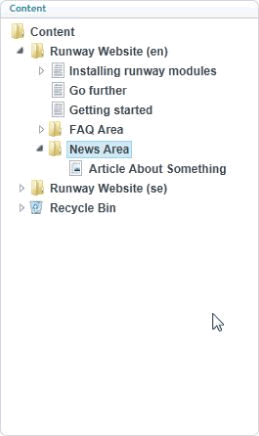 Content
Content
Runway Website (en)
Installing runway modules
Go further
Getting started
FAQ Area
News Area
Article About Something
Runway Website (se)
Recycle Bin